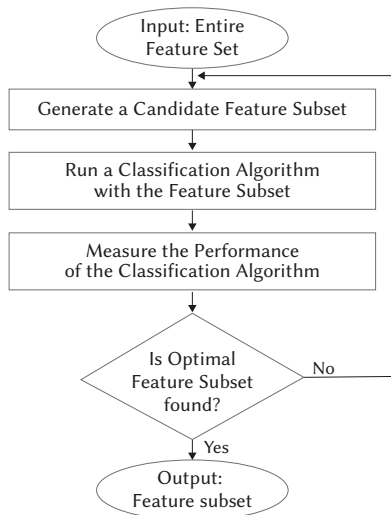 Input: Entire
Feature Set
Generate a Candidate Feature Subset
Run a Classification Algorithm
with the Feature Subset
Measure the Performance
of the Classification Algorithm
Is Optimal
Feature Subset
found?
No
Yes
Output:
Feature subset